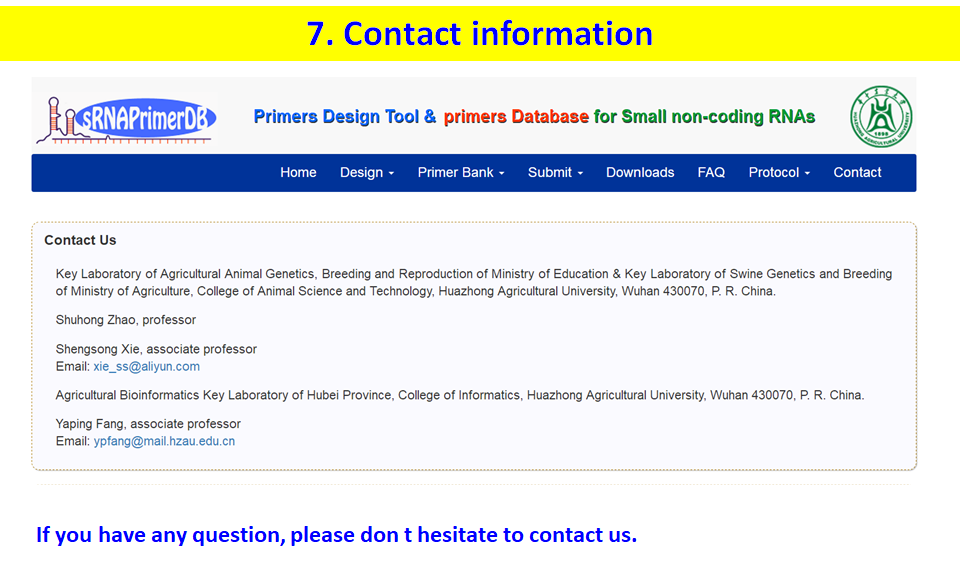 7. Contact information
sRNAPrimerDB
Primers Design Tool & primers Database for Small non-coding RNAs
HUAZHONG AGRICULTURAL UNIVERSITY
1898
Home Design Primer Bank Submit Downloads FAQ Protocol Contact
Contact Us
Key Laboratory of Agricultural Animal Genetics, Breeding and Reproduction of Ministry of Education & Key Laboratory of Swine Genetics and Breeding
of Ministry of Agriculture, College of Animal Science and Technology, Huazhong Agricultural University, Wuhan 430070, P. R. China.
Shuhong Zhao, professor
Shengsong Xie, associate professor
Email: xie_ss@aliyun.com
Agricultural Bioinformatics Key Laboratory of Hubei Province, College of Informatics, Huazhong Agricultural University, Wuhan 430070, P. R. China.
Yaping Fang, associate professor
Email: ypfang@mail.hzau.edu.cn
If you have any question, please don t hesitate to contact us.